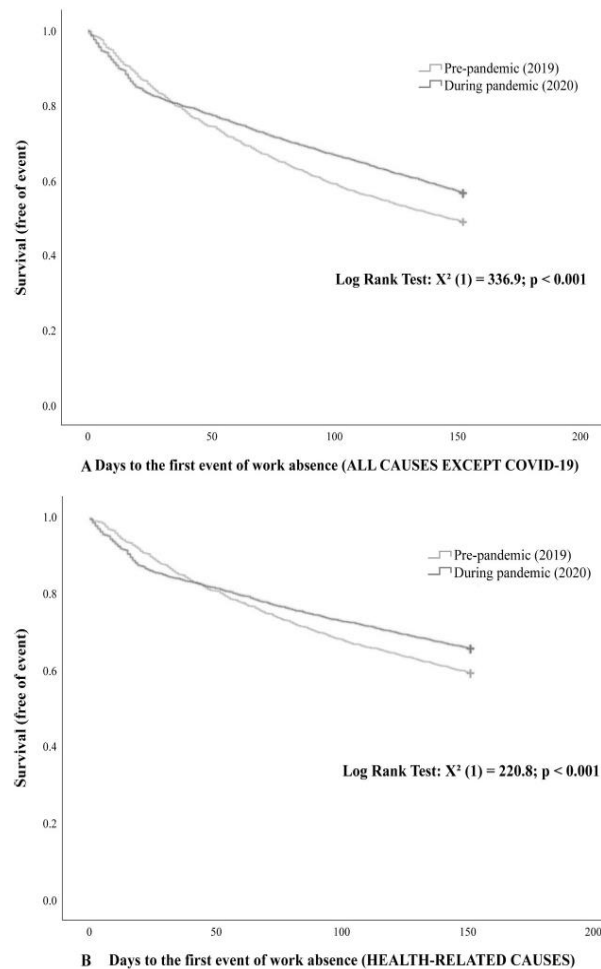 1.0
0.8
0.6
0.4
0.2
0.0
Survival (free of event)
Pre-pandemic (2019)
During pandemic (2020)
Log Rank Test: X² (1) = 336.9; p < 0.001
0 50 100 150 200
A Days to the first event of work absence (ALL CAUSES EXCEPT COVID-19)
1.0
0.8
0.6
0.4
0.2
0.0
Survival (free of event)
Pre-pandemic (2019)
During pandemic (2020)
Log Rank Test: X² (1) = 220.8; p < 0.001
0 50 100 150 200
B Days to the first event of work absence (HEALTH-RELATED CAUSES)